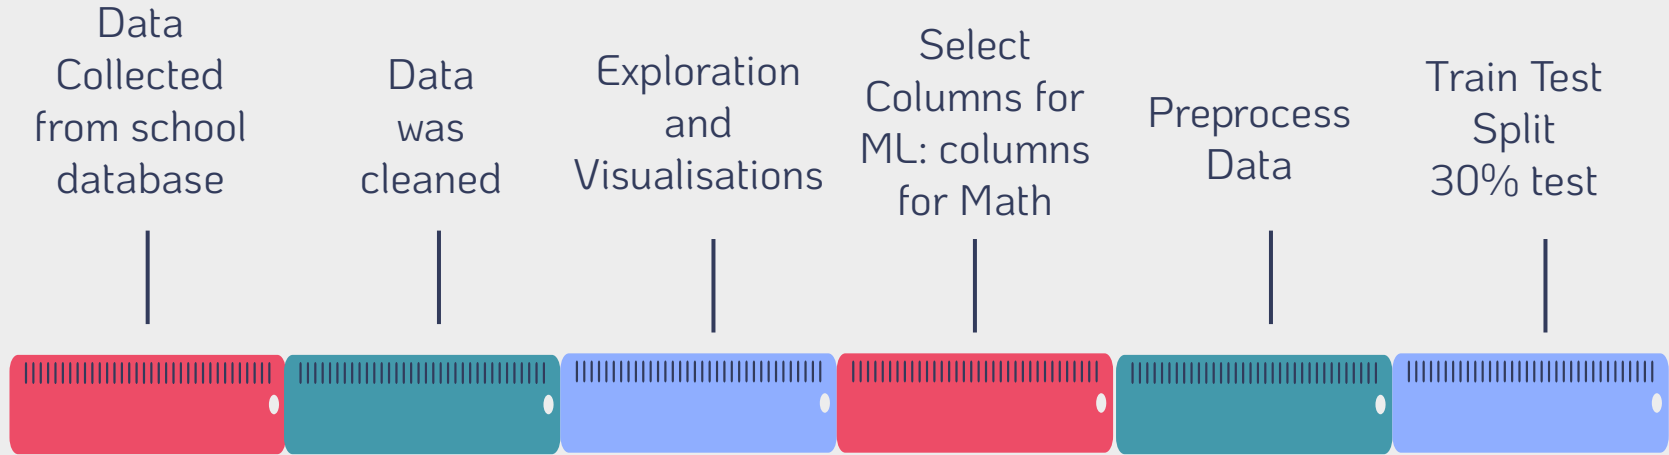 Data
Collected
from school
database
Data
was
cleaned
Exploration
and
Visualisations
Select
Columns for
ML: columns
for Math
Preprocess
Data
Train Test
Split
30% test